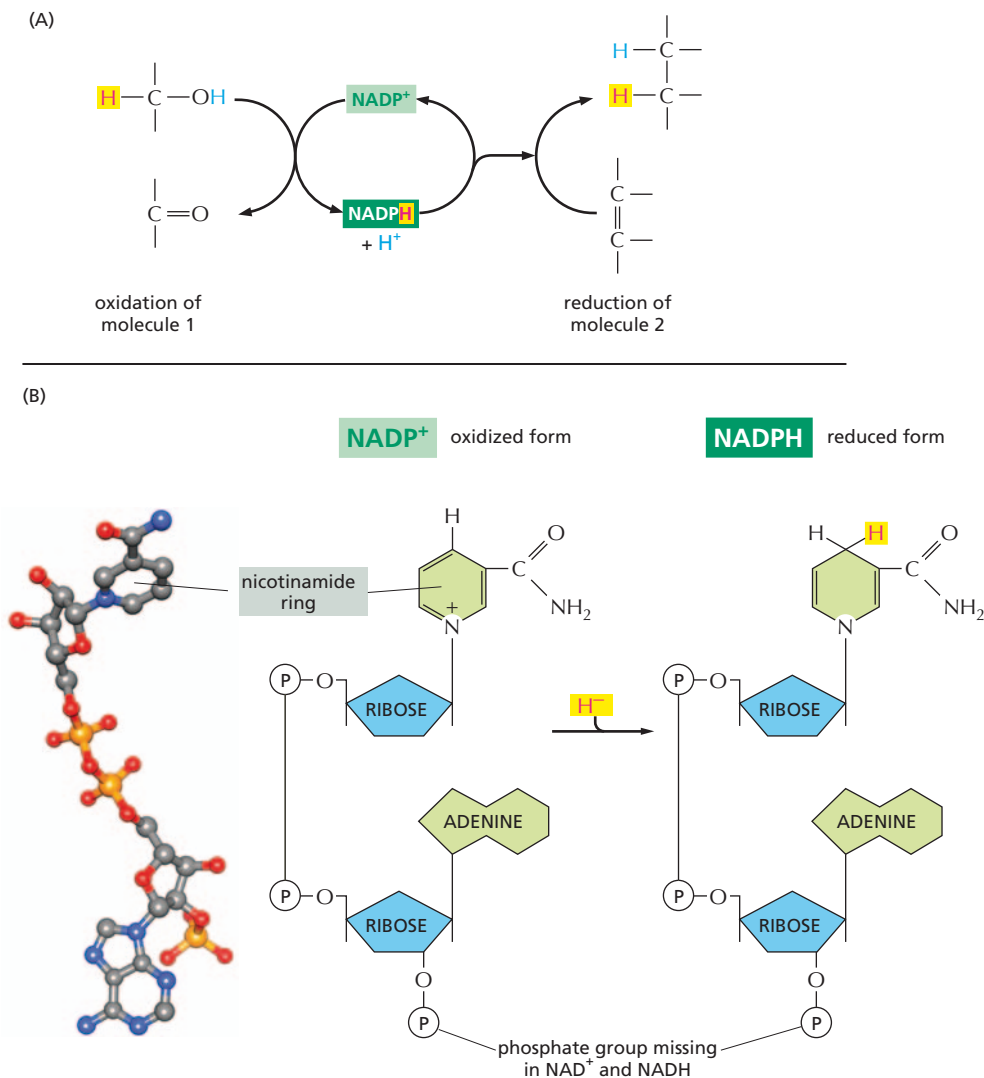 (A)
H—C—OH
NADP⁺
C=O
NADPH
+ H⁺
H—C—
H—C—
C—
C—
oxidation of
molecule 1
reduction of
molecule 2
(B)
NADP⁺ oxidized form
NADPH reduced form
nicotinamide
ring
H
O
C
NH₂
+
N
P—O
RIBOSE
H⁻
ADENINE
P—O
RIBOSE
O
P
H H
O
C
NH₂
N
P—O
RIBOSE
ADENINE
P—O
RIBOSE
O
P
phosphate group missing
in NAD⁺ and NADH